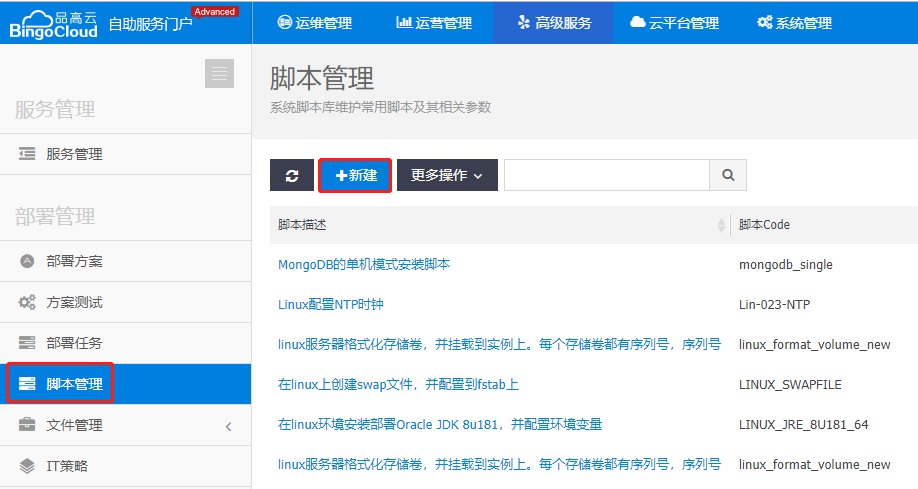 品高云
BingoCloud
自助服务门户
Advanced
运维管理
运营管理
高级服务
云平台管理
系统管理
服务管理
服务管理
部署管理
部署方案
方案测试
部署任务
脚本管理
文件管理
IT策略
脚本管理
系统脚本库维护常用脚本及其相关参数
新建
更多操作
脚本描述 脚本Code
MongoDB的单机模式安装脚本 mongodb_single
Linux配置NTP时钟 Lin-023-NTP
linux服务器格式化存储卷，并挂载到实例上。每个存储卷都有序列号，序列号 linux_format_volume_new
在linux上创建swap文件，并配置到fstab上 LINUX_SWAPFILE
在linux环境安装部署Oracle JDK 8u181，并配置环境变量 LINUX_JRE_8U181_64
linux服务器格式化存储卷，并挂载到实例上。每个存储卷都有序列号，序列号 linux_format_volume_new